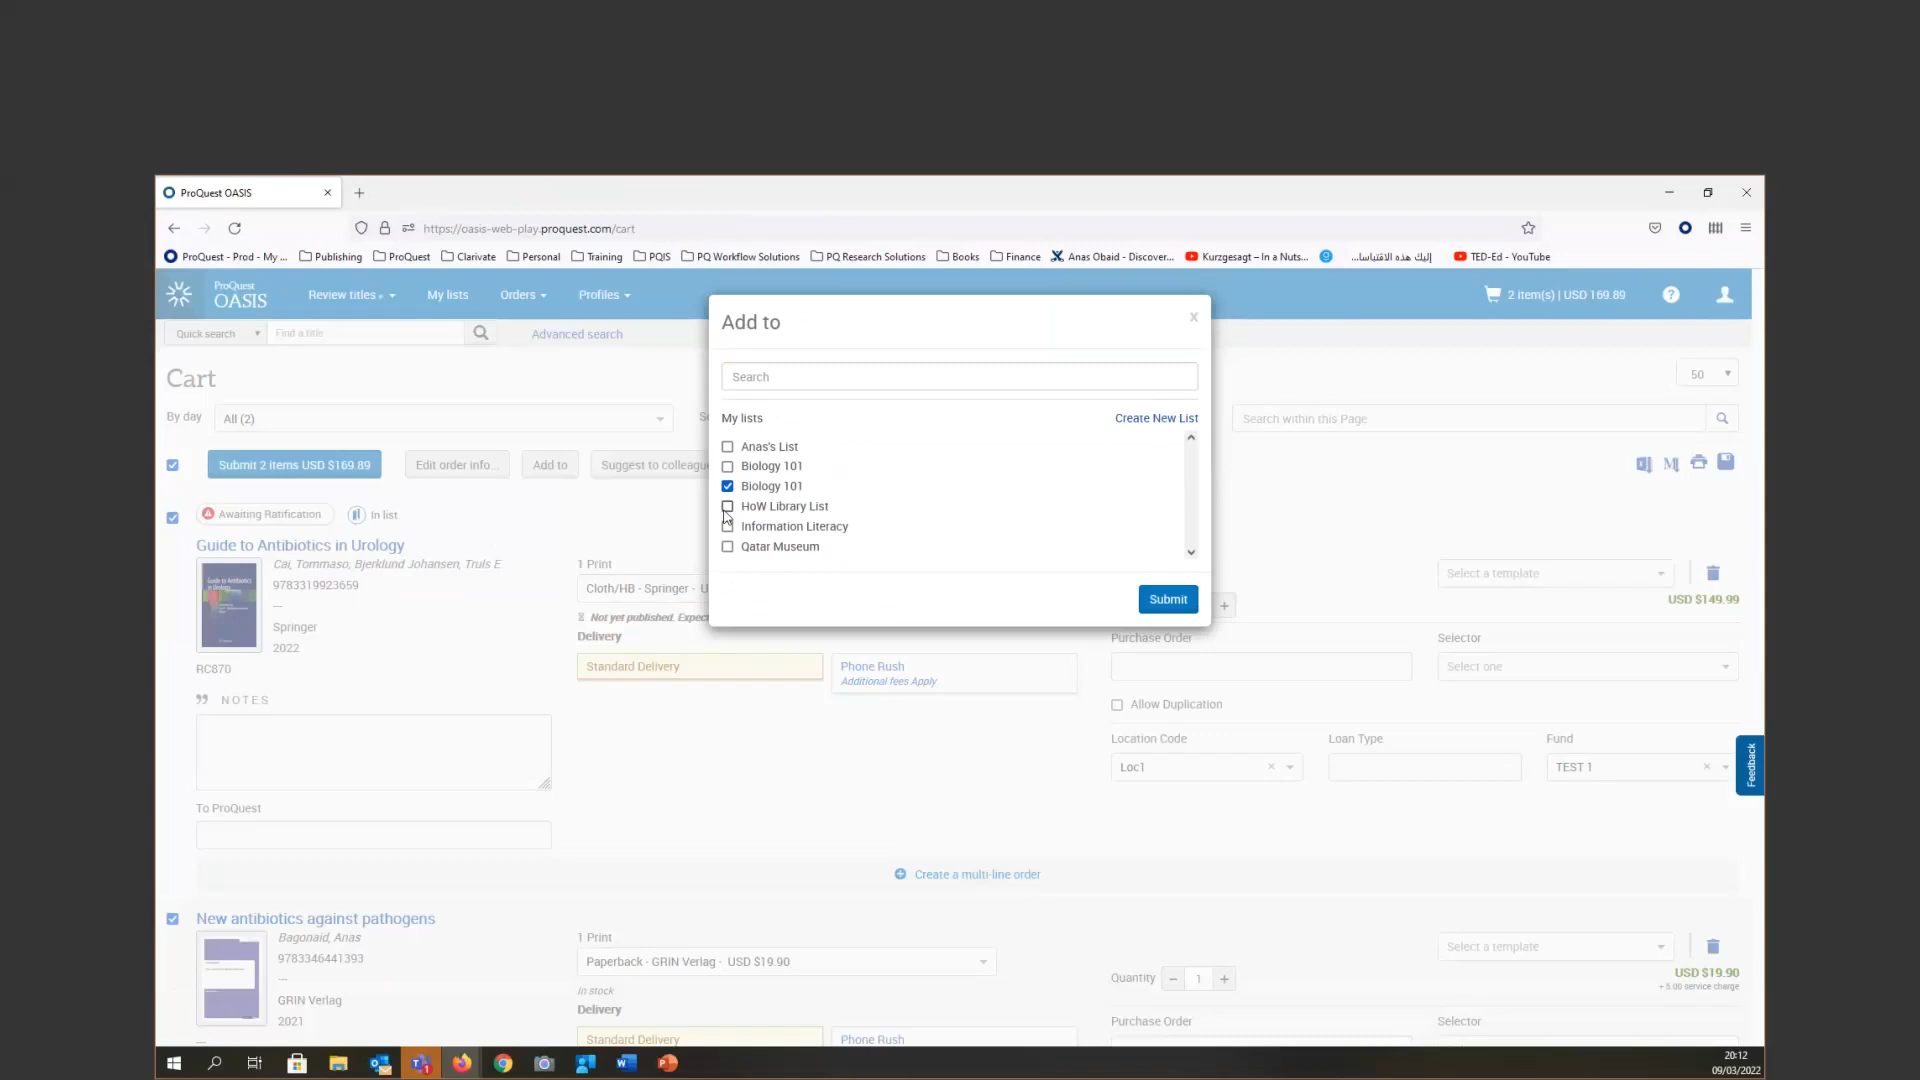 ProQuest OASIS
https://oasis-web-play.proquest.com/cart
ProQuest - Prod - My ... Publishing ProQuest Clarivate Personal Training PQIS PQ Workflow Solutions PQ Research Solutions Books Finance Anas Obaid - Discover... Kurzgesagt – In a Nuts... إليك هذه الاقتباسا... TED-Ed - YouTube
ProQuest
OASIS
Review titles My lists Orders Profiles 2 item(s) | USD 169.89
Quick search Find a title Advanced search
Add to
x
Search
My lists Create New List
Anas's List
Biology 101
Biology 101
HoW Library List
Information Literacy
Qatar Museum
Submit
Cart
50
By day All (2)
Search within this Page
Submit 2 items USD $169.89 Edit order info... Add to Suggest to colleagu
Awaiting Ratification In list
Guide to Antibiotics in Urology
Cai, Tommaso, Bjerklund Johansen, Truls E.
9783319923659
---
Springer
2022
RC870
1 Print
Cloth/HB - Springer - U
Not yet published. Expect
Delivery
Standard Delivery
Phone Rush
Additional fees Apply
Select a template
USD $149.99
Purchase Order Selector
Select one
Allow Duplication
Location Code Loan Type Fund
Loc1 TEST 1
Feedback
NOTES
To ProQuest
Create a multi-line order
New antibiotics against pathogens
Bagonaid, Anas
9783346441393
---
GRIN Verlag
2021
1 Print
Paperback - GRIN Verlag - USD $19.90
In stock
Delivery
Standard Delivery Phone Rush
Select a template
USD $19.90
+ 5.00 service charge
Quantity 1
Purchase Order Selector
20:12
09/03/2022